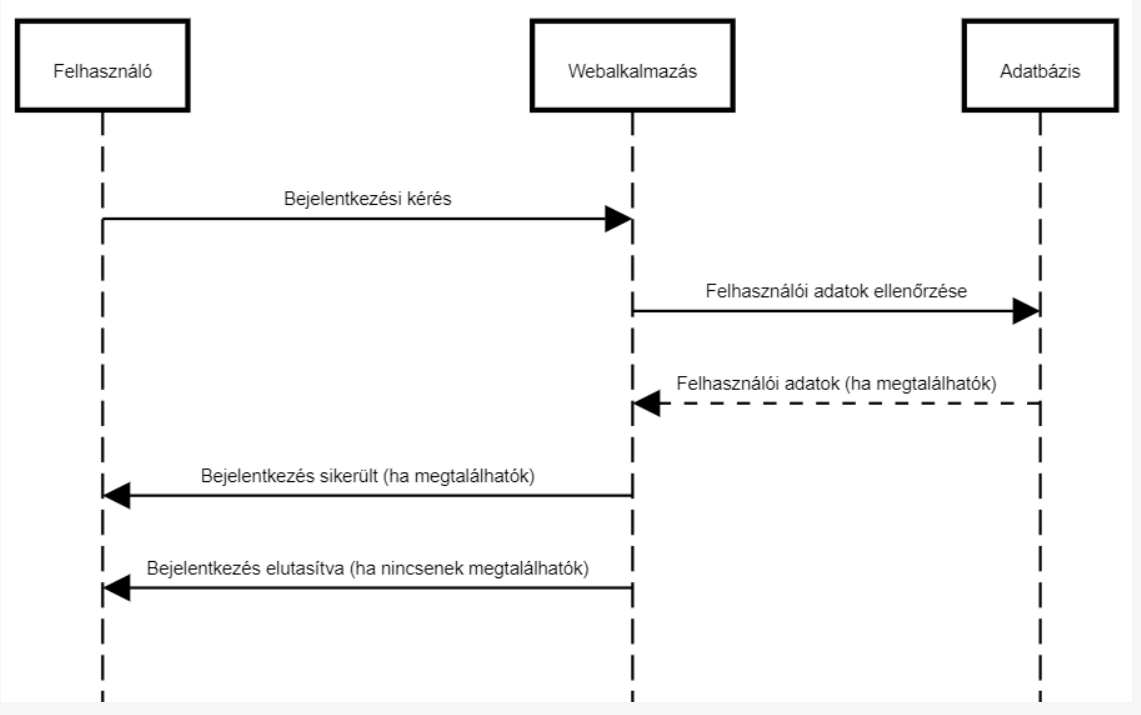 Felhasználó
Webalkalmazás
Adatbázis
Bejelentkezési kérés
Felhasználói adatok ellenőrzése
Felhasználói adatok (ha megtalálhatók)
Bejelentkezés sikerült (ha megtalálhatók)
Bejelentkezés elutasítva (ha nincsenek megtalálhatók)